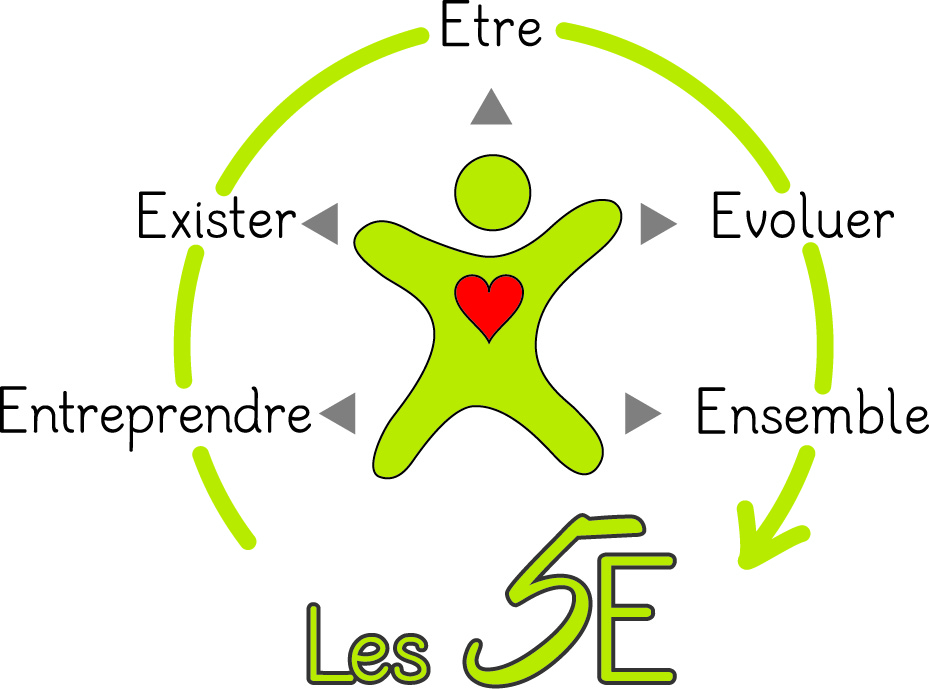 Etre
Exister
Evoluer
Entreprendre
Ensemble
Les 5E